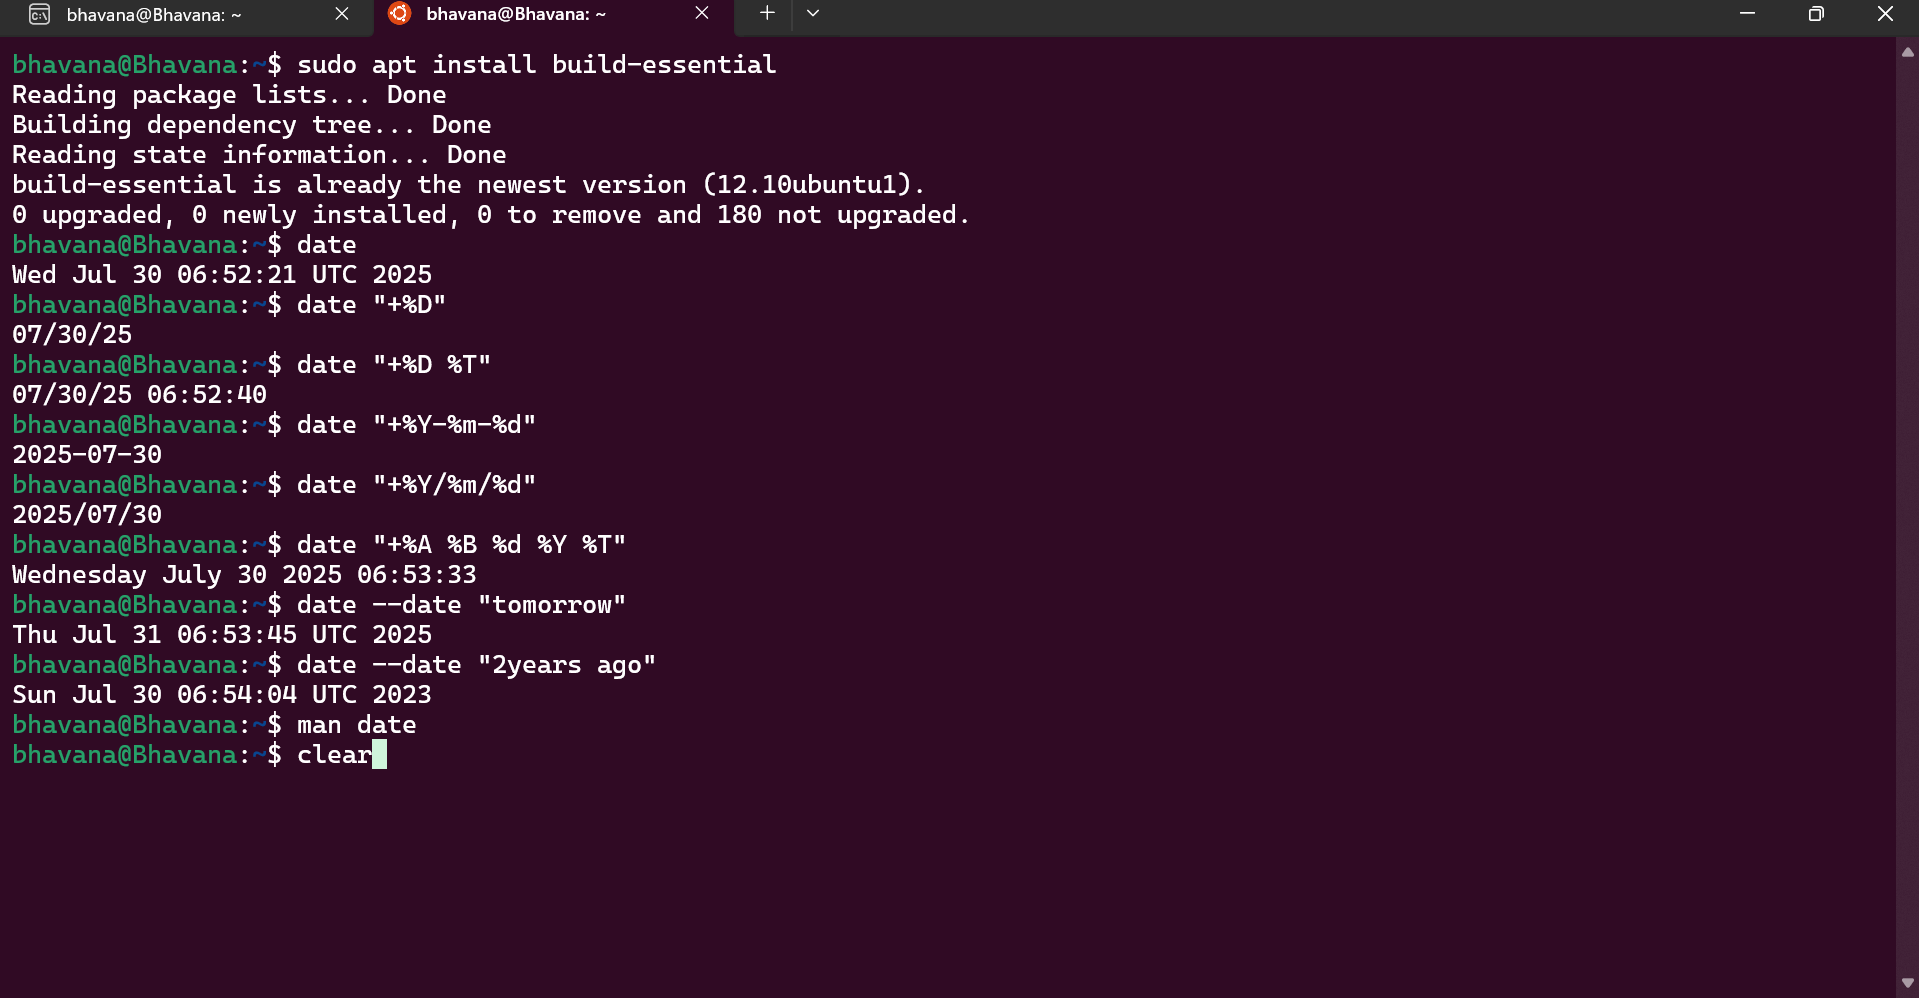 bhavana@Bhavana: ~
bhavana@Bhavana: ~
bhavana@Bhavana:~$ sudo apt install build-essential
Reading package lists... Done
Building dependency tree... Done
Reading state information... Done
build-essential is already the newest version (12.10ubuntu1).
0 upgraded, 0 newly installed, 0 to remove and 180 not upgraded.
bhavana@Bhavana:~$ date
Wed Jul 30 06:52:21 UTC 2025
bhavana@Bhavana:~$ date "+%D"
07/30/25
bhavana@Bhavana:~$ date "+%D %T"
07/30/25 06:52:40
bhavana@Bhavana:~$ date "+%Y-%m-%d"
2025-07-30
bhavana@Bhavana:~$ date "+%Y/%m/%d"
2025/07/30
bhavana@Bhavana:~$ date "+%A %B %d %Y %T"
Wednesday July 30 2025 06:53:33
bhavana@Bhavana:~$ date --date "tomorrow"
Thu Jul 31 06:53:45 UTC 2025
bhavana@Bhavana:~$ date --date "2years ago"
Sun Jul 30 06:54:04 UTC 2023
bhavana@Bhavana:~$ man date
bhavana@Bhavana:~$ clear